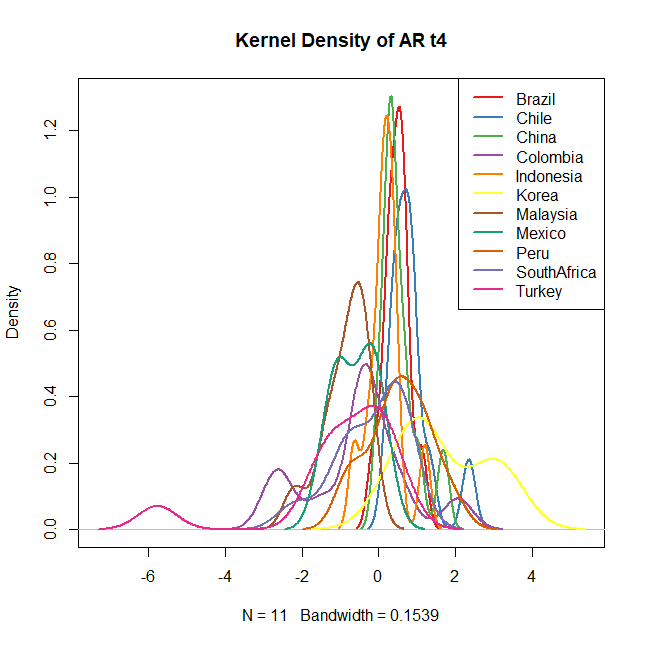 Kernel Density of AR t4
Brazil
Chile
China
Colombia
Indonesia
Korea
Malaysia
Mexico
Peru
SouthAfrica
Turkey
Density
1.2
1.0
0.8
0.6
0.4
0.2
0.0
-6 -4 -2 0 2 4
N = 11 Bandwidth = 0.1539